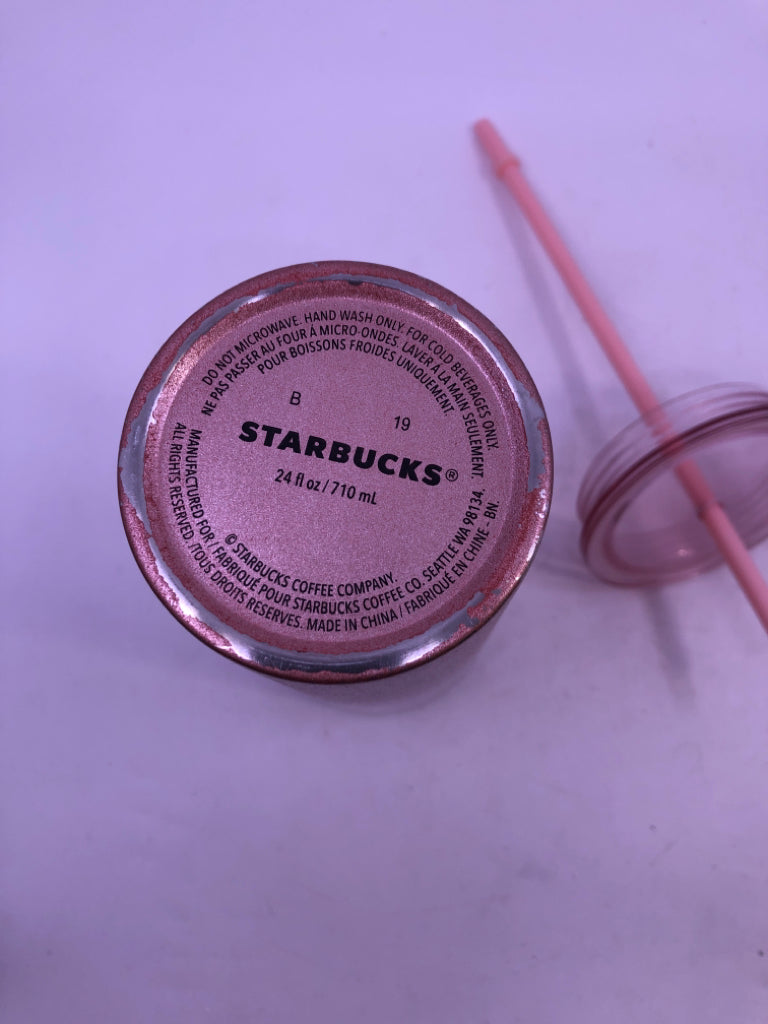 DO NOT MICROWAVE. HAND WASH ONLY. FOR COLD BEVERAGES ONLY.
NE PAS PASSER AU FOUR À MICRO-ONDES. LAVER À LA MAIN SEULEMENT.
POUR BOISSONS FROIDES UNIQUEMENT.
B
19
STARBUCKS®
24 fl oz / 710 mL
© STARBUCKS COFFEE COMPANY.
MANUFACTURED FOR / FABRIQUÉ POUR STARBUCKS COFFEE CO. SEATTLE WA 98134.
ALL RIGHTS RESERVED. /TOUS DROITS RESERVÉS. MADE IN CHINA / FABRIQUÉ EN CHINE - BN.